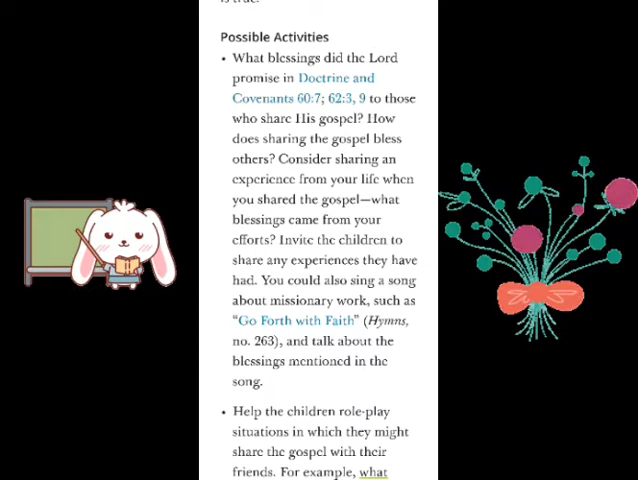 is true.
Possible Activities
• What blessings did the Lord
promise in Doctrine and
Covenants 60:7; 62:3, 9 to those
who share His gospel? How
does sharing the gospel bless
others? Consider sharing an
experience from your life when
you shared the gospel—what
blessings came from your
efforts? Invite the children to
share any experiences they have
had. You could also sing a song
about missionary work, such as
“Go Forth with Faith” (Hymns,
no. 263), and talk about the
blessings mentioned in the
song.
• Help the children role-play
situations in which they might
share the gospel with their
friends. For example, what